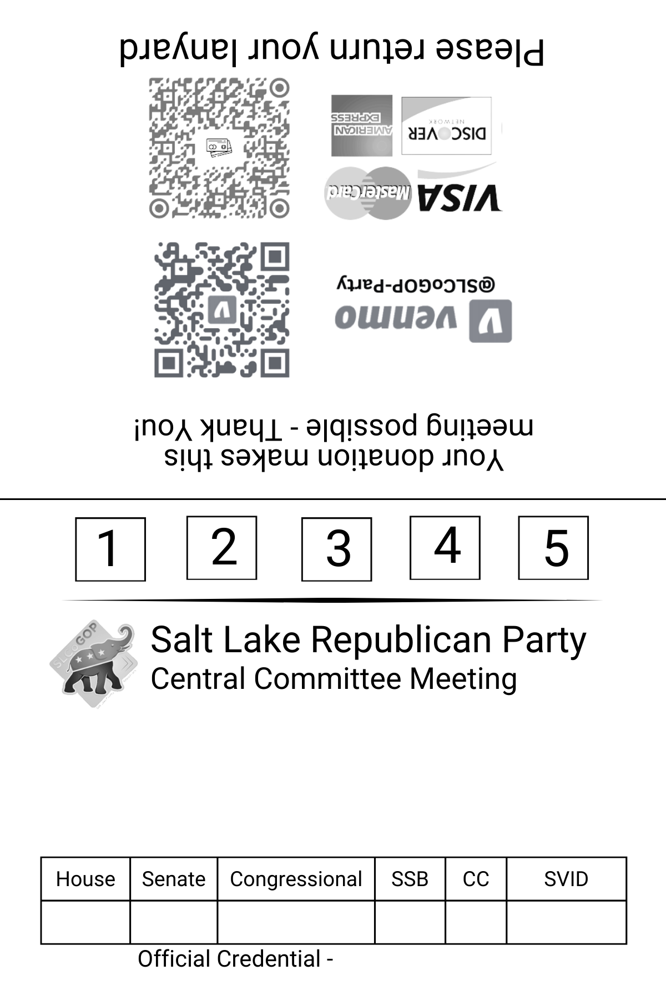 Your donation makes this
meeting possible - Thank You!
venmo
@SLCoGOP-Party
VISA
MasterCard
DISCOVER
NETWORK
AMERICAN
EXPRESS
Please return your lanyard
1 2 3 4 5
SLCoGOP
Salt Lake Republican Party
Central Committee Meeting
House Senate Congressional SSB CC SVID
Official Credential -